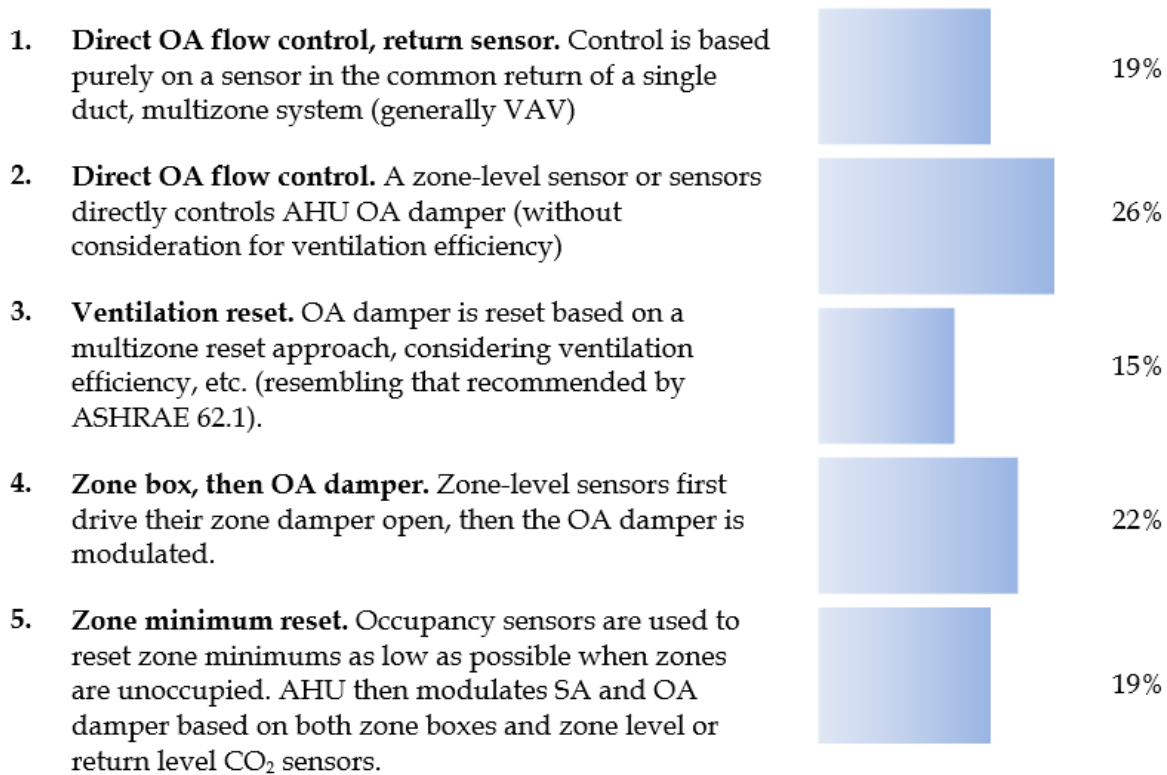 1. Direct OA flow control, return sensor. Control is based
purely on a sensor in the common return of a single
duct, multizone system (generally VAV)
19%
2. Direct OA flow control. A zone-level sensor or sensors
directly controls AHU OA damper (without
consideration for ventilation efficiency)
26%
3. Ventilation reset. OA damper is reset based on a
multizone reset approach, considering ventilation
efficiency, etc. (resembling that recommended by
ASHRAE 62.1).
15%
4. Zone box, then OA damper. Zone-level sensors first
drive their zone damper open, then the OA damper is
modulated.
22%
5. Zone minimum reset. Occupancy sensors are used to
reset zone minimums as low as possible when zones
are unoccupied. AHU then modulates SA and OA
damper based on both zone boxes and zone level or
return level CO₂ sensors.
19%